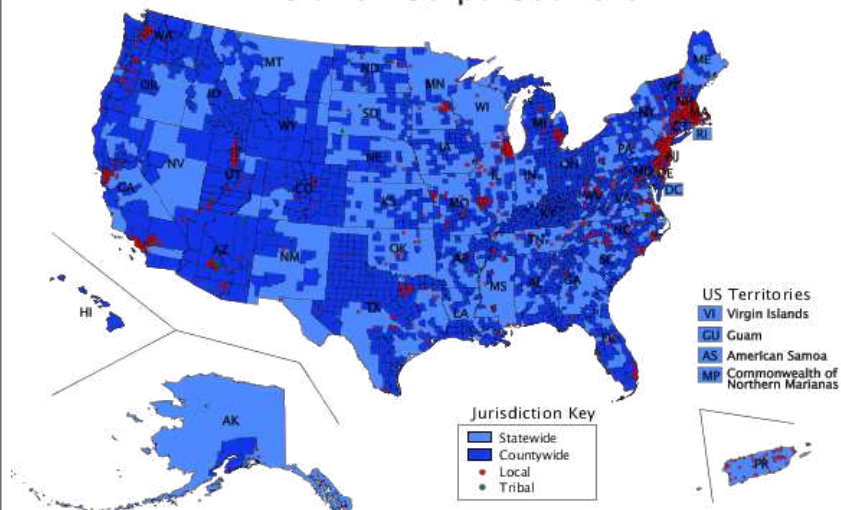 WA
MT
ND
MN
ME
OR
ID
SD
WI
MI
NY
VT
NH
MA
CT
RI
WY
NE
IA
PA
NJ
NV
UT
CO
IL
IN
OH
MD
DE
DC
CA
KS
MO
KY
WV
VA
AZ
NM
OK
AR
TN
NC
SC
TX
LA
MS
AL
GA
HI
AK
PR
US Territories
VI Virgin Islands
GU Guam
AS American Samoa
MP Commonwealth of
Northern Marianas
Jurisdiction Key
Statewide
Countywide
Local
Tribal